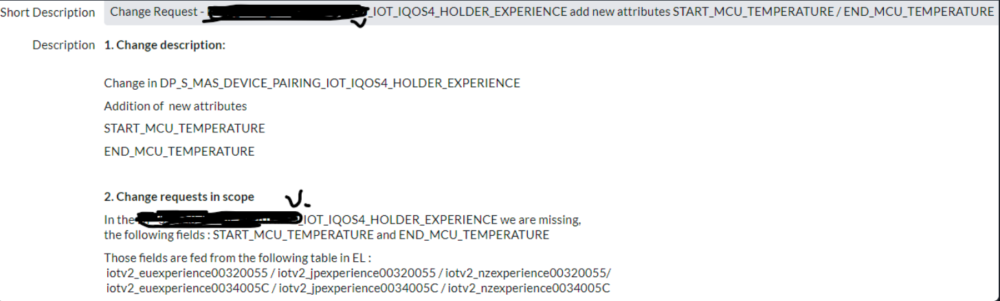 Short Description Change Request - _IOT_IQOS4_HOLDER_EXPERIENCE add new attributes START_MCU_TEMPERATURE / END_MCU_TEMPERATURE
Description 1. Change description:
Change in DP_S_MAS_DEVICE_PAIRING_IOT_IQOS4_HOLDER_EXPERIENCE
Addition of new attributes
START_MCU_TEMPERATURE
END_MCU_TEMPERATURE
2. Change requests in scope
In the _IOT_IQOS4_HOLDER_EXPERIENCE we are missing,
the following fields : START_MCU_TEMPERATURE and END_MCU_TEMPERATURE
Those fields are fed from the following table in EL :
iotv2_euexperience00320055 / iotv2_jpexperience00320055 / iotv2_nzexperience00320055/
iotv2_euexperience0034005C / iotv2_jpexperience0034005C / iotv2_nzexperience0034005C